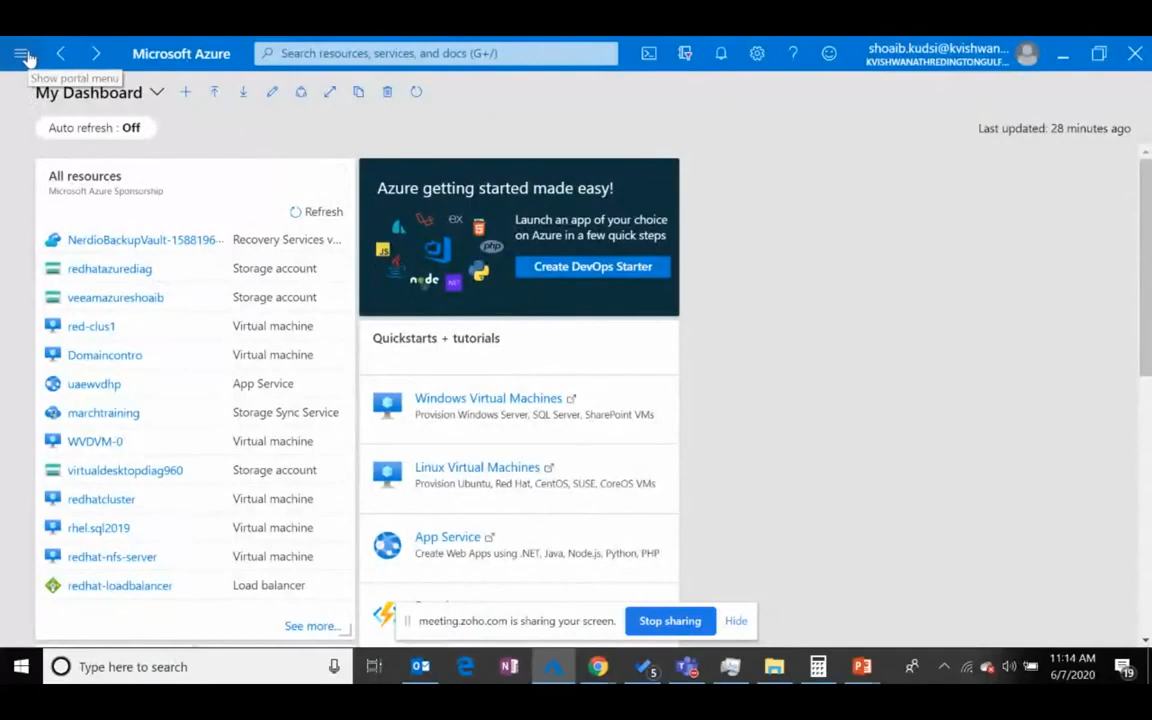 Microsoft Azure
Search resources, services, and docs (G+/)
shoaib.kudsi@kvishwan...
KVISHWANATHREDINGTONGULF...
Show portal menu
My Dashboard
Auto refresh : Off
Last updated: 28 minutes ago
All resources
Microsoft Azure Sponsorship
Refresh
NerdioBackupVault-1588196··· Recovery Services v...
redhatazurediag Storage account
veeamazureshoaib Storage account
red-clus1 Virtual machine
Domaincontro Virtual machine
uaewvdhp App Service
marchtraining Storage Sync Service
WVDVM-0 Virtual machine
virtualdesktopdiag960 Storage account
redhatcluster Virtual machine
rhel.sql2019 Virtual machine
redhat-nfs-server Virtual machine
redhat-loadbalancer Load balancer
See more...
Azure getting started made easy!
Launch an app of your choice
on Azure in a few quick steps
Create DevOps Starter
ex
JS
php
node
.NET
Quickstarts + tutorials
Windows Virtual Machines
Provision Windows Server, SQL Server, SharePoint VMs
Linux Virtual Machines
Provision Ubuntu, Red Hat, CentOS, SUSE, CoreOS VMs
App Service
Create Web Apps using .NET, Java, Node.js, Python, PHP
meeting.zoho.com is sharing your screen.
Stop sharing
Hide
Type here to search
5
11:14 AM
6/7/2020
19